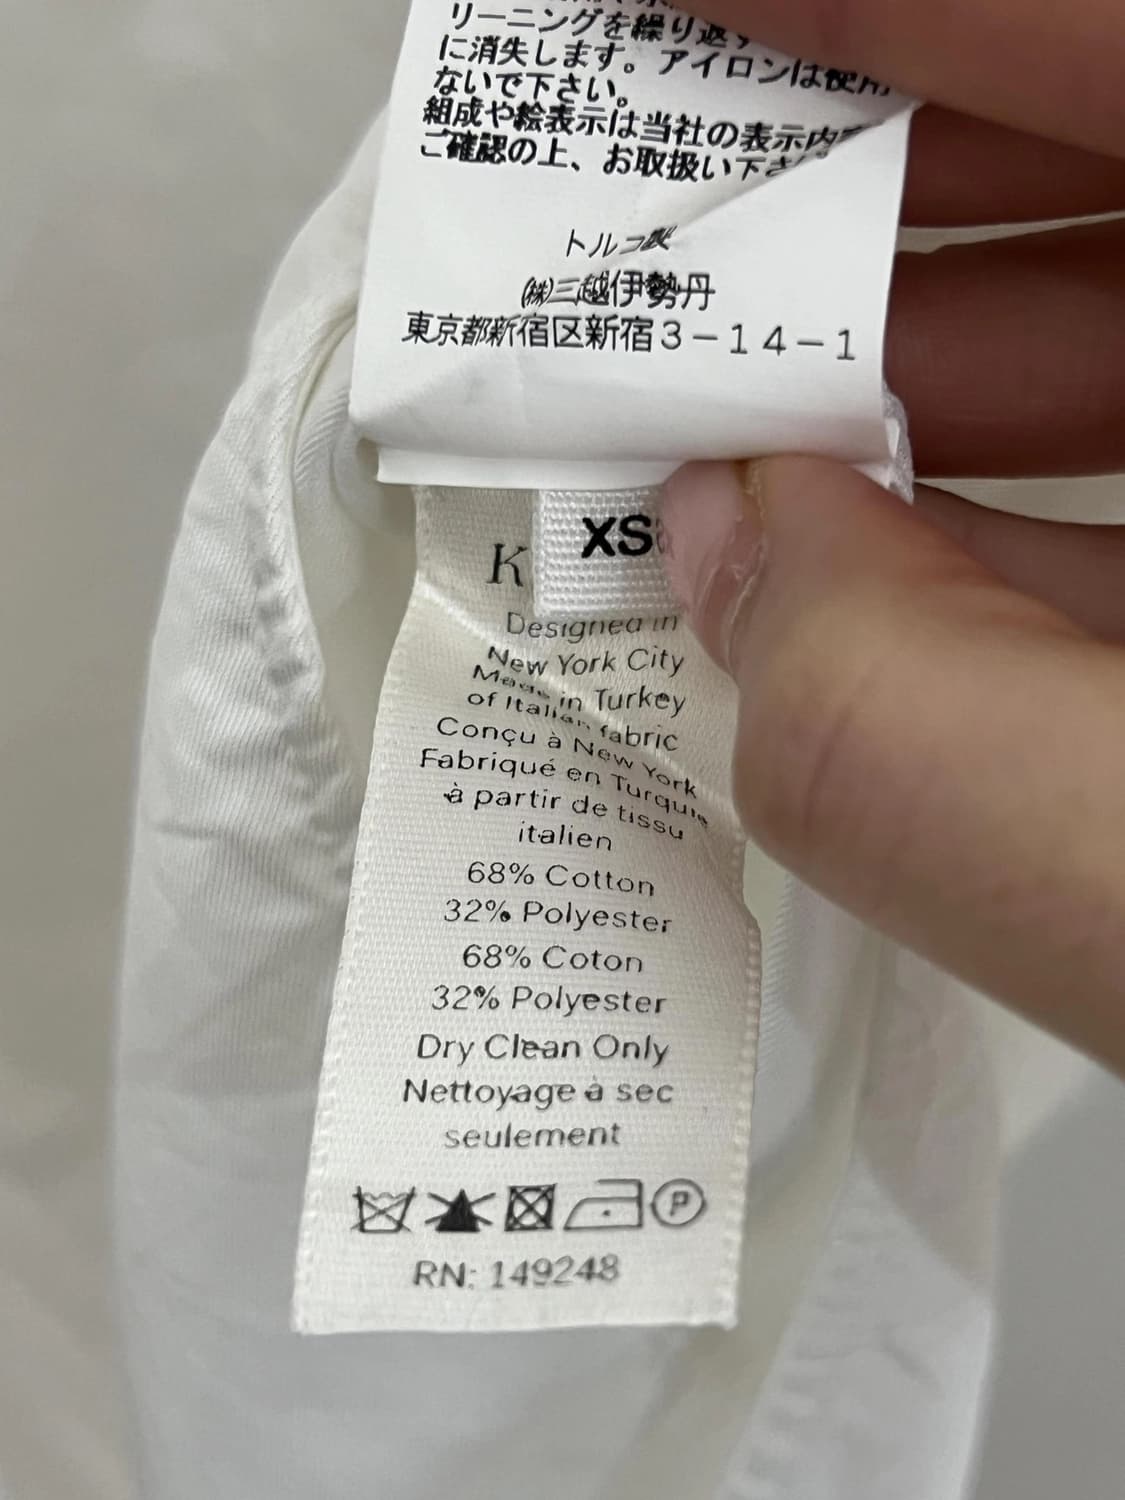 リーニングを繰り返す
に消失します。アイロンは使用
ないで下さい。
組成や絵表示は当社の表示内容
ご確認の上、お取扱い下さ
トルコ製
(株)三越伊勢丹
東京都新宿区新宿3-14-1
XS
K
Designed in
New York City
Made in Turkey
of Italian fabric
Conçu à New York
Fabriqué en Turquie
à partir de tissu
italien
68% Cotton
32% Polyester
68% Coton
32% Polyester
Dry Clean Only
Nettoyage à sec
seulement
P
RN: 149248